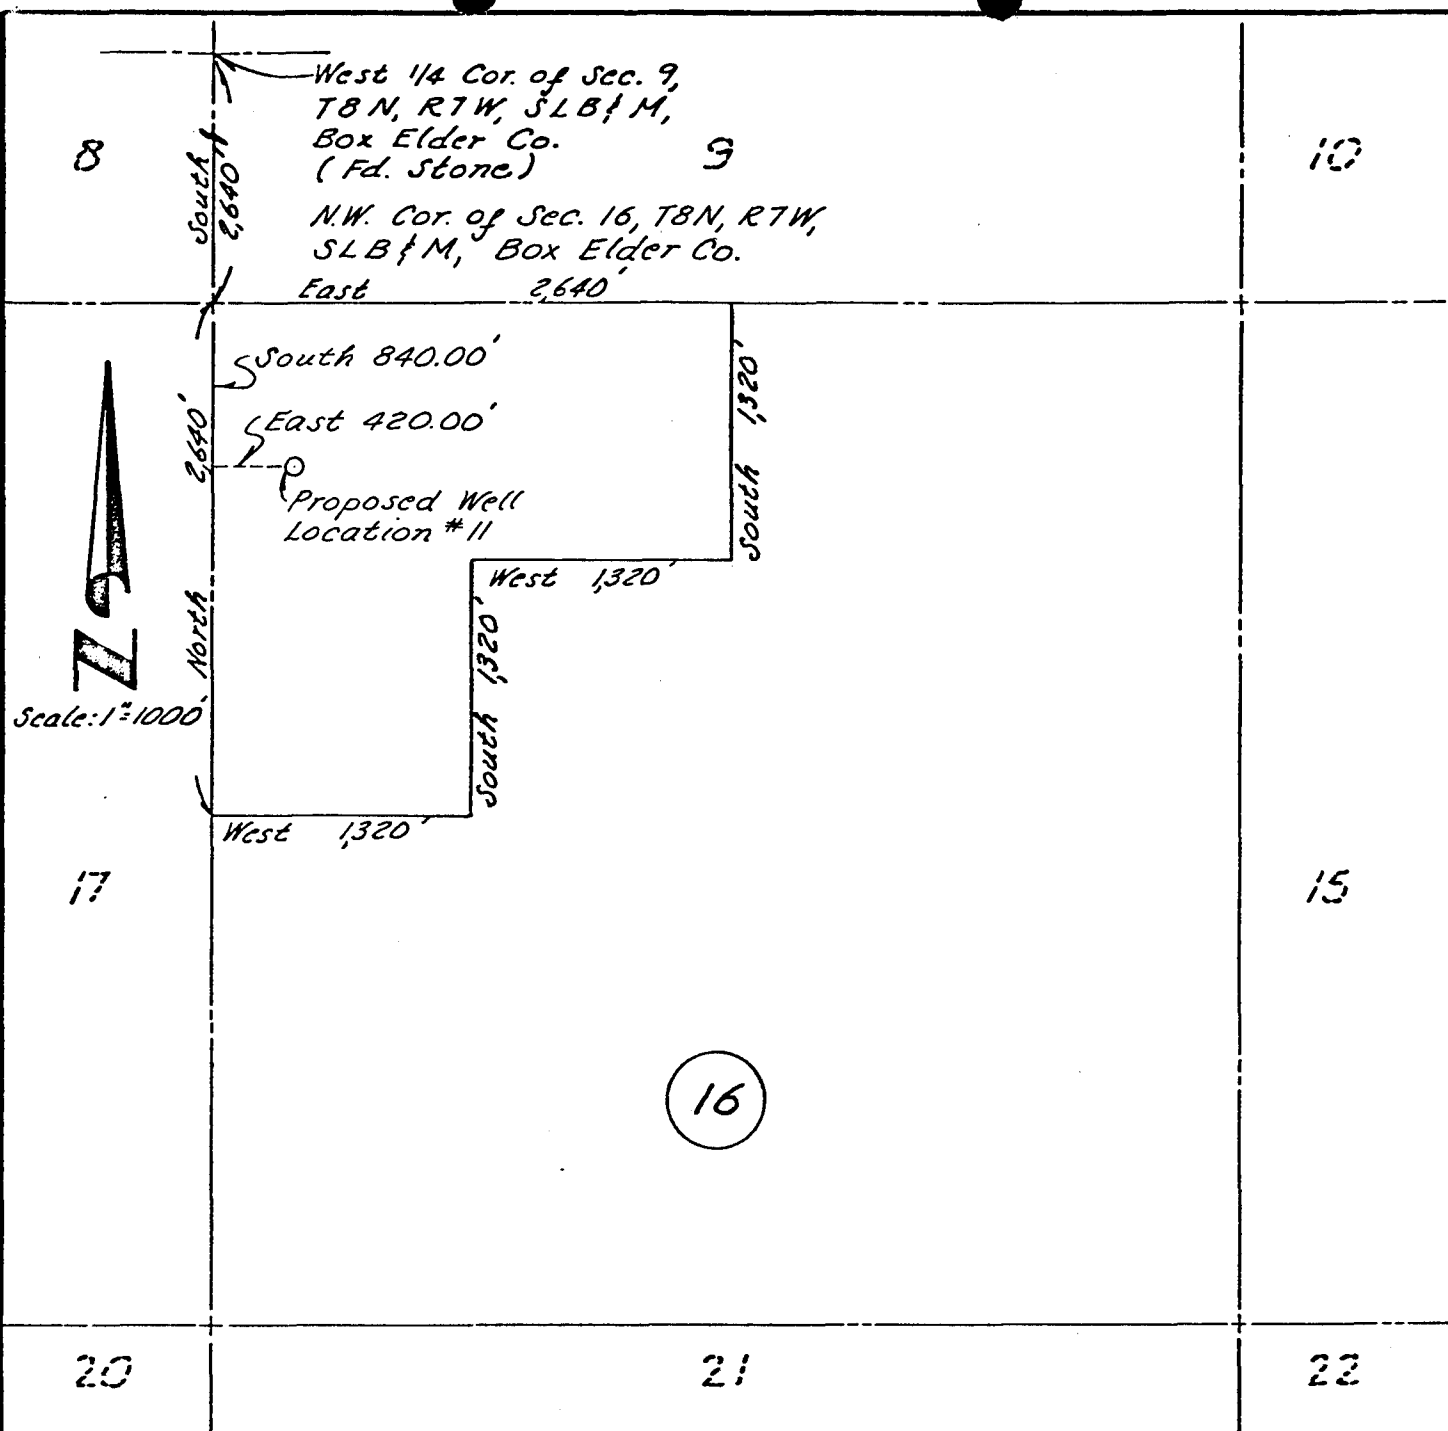 West 1/4 Cor. of Sec. 9,
T8N, R7W, SLB&M,
Box Elder Co.
(Fd. Stone)
8
9
10
South
2,640'±
N.W. Cor. of Sec. 16, T8N, R7W,
SLB&M, Box Elder Co.
East 2,640'
South 840.00'
East 420.00'
Proposed Well
Location #11
South 1,320'
West 1,320'
South 1,320'
West 1,320'
North 2,640'
N
Scale: 1"=1000'
17
15
16
20
21
22